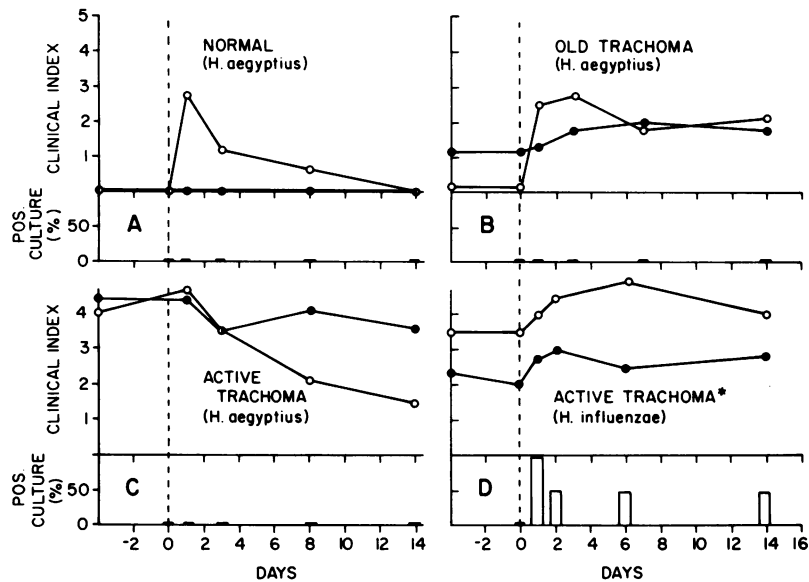 5
4
3
2
1
0
CLINICAL INDEX
NORMAL
(H. aegyptius)
50
0
POS.
CULTURE
(%)
A
OLD TRACHOMA
(H. aegyptius)
B
4
3
2
1
CLINICAL INDEX
ACTIVE
TRACHOMA
(H. aegyptius)
50
0
POS.
CULTURE
(%)
C
-2 0 2 4 6 8 10 12 14
DAYS
ACTIVE TRACHOMA*
(H. influenzae)
D
-2 0 2 4 6 8 10 12 14 16
DAYS